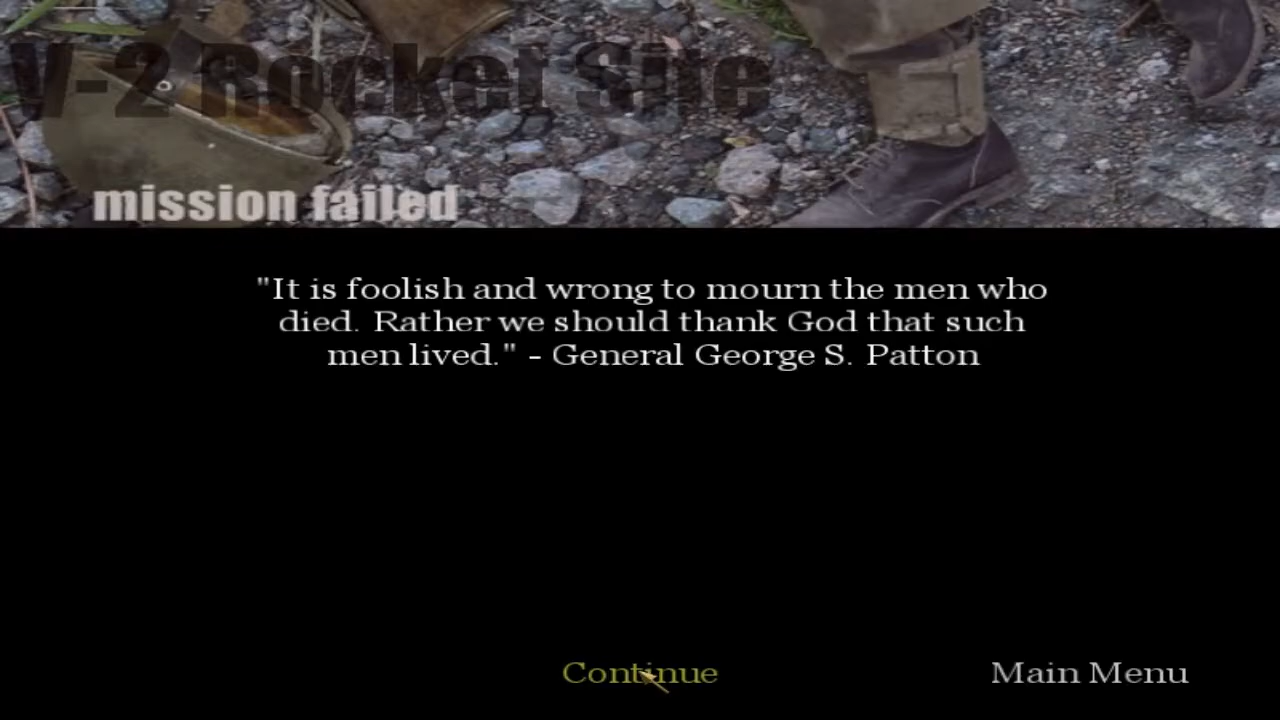 V-2 Rocket Site
mission failed
"It is foolish and wrong to mourn the men who
died. Rather we should thank God that such
men lived." - General George S. Patton
Continue
Main Menu